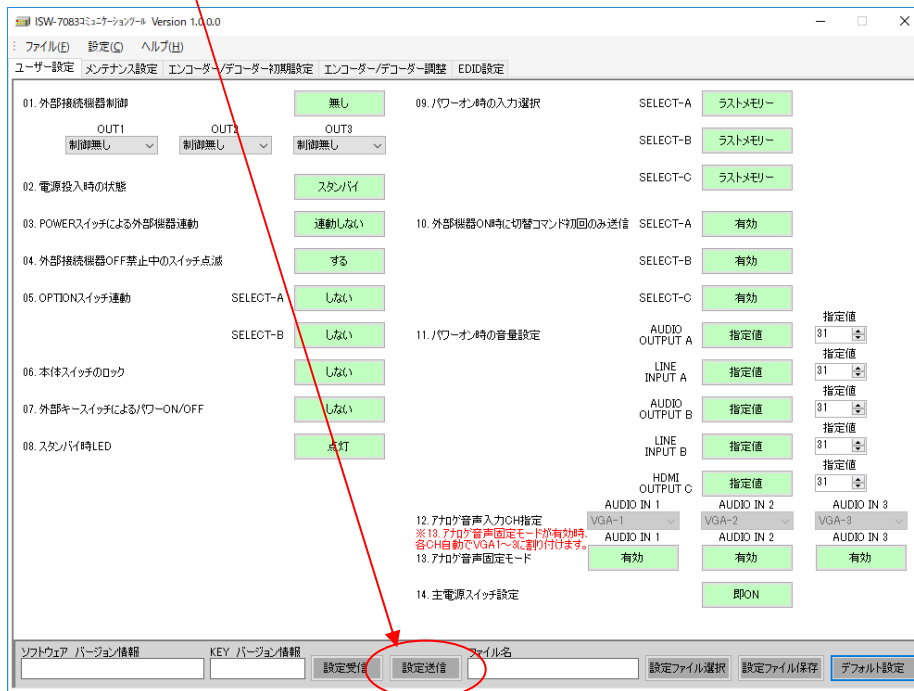 ISW-7083コミュニケーションツール Version 1.0.0.0
ファイル(F) 設定(C) ヘルプ(H)
ユーザー設定 メンテナンス設定 エンコーダー/デコーダー初期設定 エンコーダー/デコーダー調整 EDID設定
01. 外部接続機器制御 無し
OUT1 OUT2 OUT3
制御無し 制御無し 制御無し
02. 電源投入時の状態 スタンバイ
03. POWERスイッチによる外部機器連動 連動しない
04. 外部接続機器OFF禁止中のスイッチ点滅 する
05. OPTIONスイッチ連動 SELECT-A しない
SELECT-B しない
06. 本体スイッチのロック しない
07. 外部キースイッチによるパワーON/OFF しない
08. スタンバイ時LED 点灯
09. パワーオン時の入力選択 SELECT-A ラストメモリー
SELECT-B ラストメモリー
SELECT-C ラストメモリー
10. 外部機器ON時に切替コマンド初回のみ送信 SELECT-A 有効
SELECT-B 有効
SELECT-C 有効
指定値
11. パワーオン時の音量設定 AUDIO OUTPUT A 指定値 31
指定値
LINE INPUT A 指定値 31
指定値
AUDIO OUTPUT B 指定値 31
指定値
LINE INPUT B 指定値 31
指定値
HDMI OUTPUT C 指定値 31
AUDIO IN 1 AUDIO IN 2 AUDIO IN 3
12. アナログ音声入力CH指定 VGA-1 VGA-2 VGA-3
※13. アナログ音声固定モードが有効時、
各CH自動でVGA1～3に割り付けます。
AUDIO IN 1 AUDIO IN 2 AUDIO IN 3
13. アナログ音声固定モード 有効 有効 有効
14. 主電源スイッチ設定 即ON
ソフトウェア バージョン情報 KEY バージョン情報 ファイル名
設定受信 設定送信 設定ファイル選択 設定ファイル保存 デフォルト設定